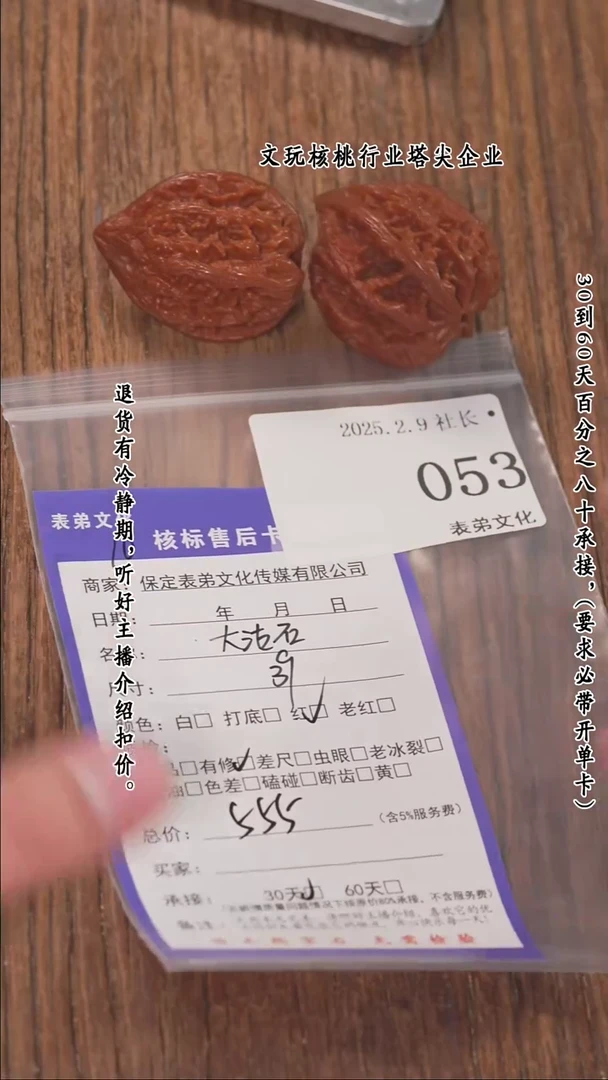 文玩核桃行业塔尖企业
30到60天百分之八十承接，（要求必带开单卡）
退货有冷静期，听好主播介绍扣价。
2025.2.9 社长
053
表弟文化
表弟文
核标售后卡
商家：保定表弟文化传媒有限公司
日期： 年 月 日
大沽石
尺寸： 39
颜色：白□ 打底□ 红☑ 老红□
□有修☑差尺□虫眼□老冰裂□
□色差□磕碰□断齿□黄□
总价： 555 （含5%服务费）
买家：
承接： 30天☑ 60天□